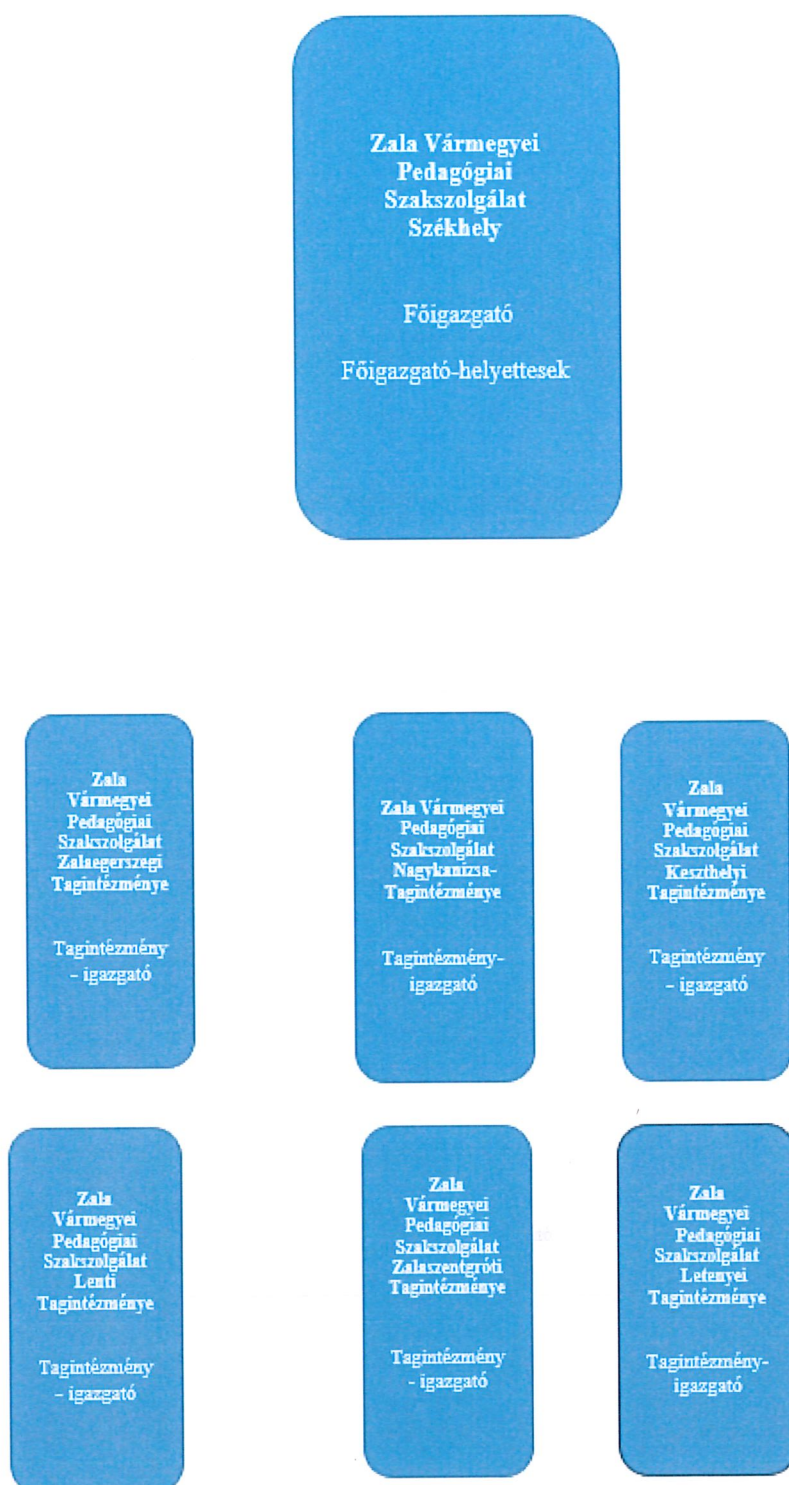 Zala Vármegyei
Pedagógiai
Szakszolgálat
Székhely
Főigazgató
Főigazgató-helyettesek
Zala
Vármegyei
Pedagógiai
Szakszolgálat
Zalaegerszegi
Tagintézménye
Tagintézmény
– igazgató
Zala Vármegyei
Pedagógiai
Szakszolgálat
Nagykanizsa-
Tagintézménye
Tagintézmény-
igazgató
Zala
Vármegyei
Pedagógiai
Szakszolgálat
Keszthelyi
Tagintézménye
Tagintézmény
– igazgató
Zala
Vármegyei
Pedagógiai
Szakszolgálat
Lenti
Tagintézménye
Tagintézmény
– igazgató
Zala
Vármegyei
Pedagógiai
Szakszolgálat
Zalaszentgróti
Tagintézménye
Tagintézmény
- igazgató
Zala
Vármegyei
Pedagógiai
Szakszolgálat
Letenyei
Tagintézménye
Tagintézmény-
igazgató